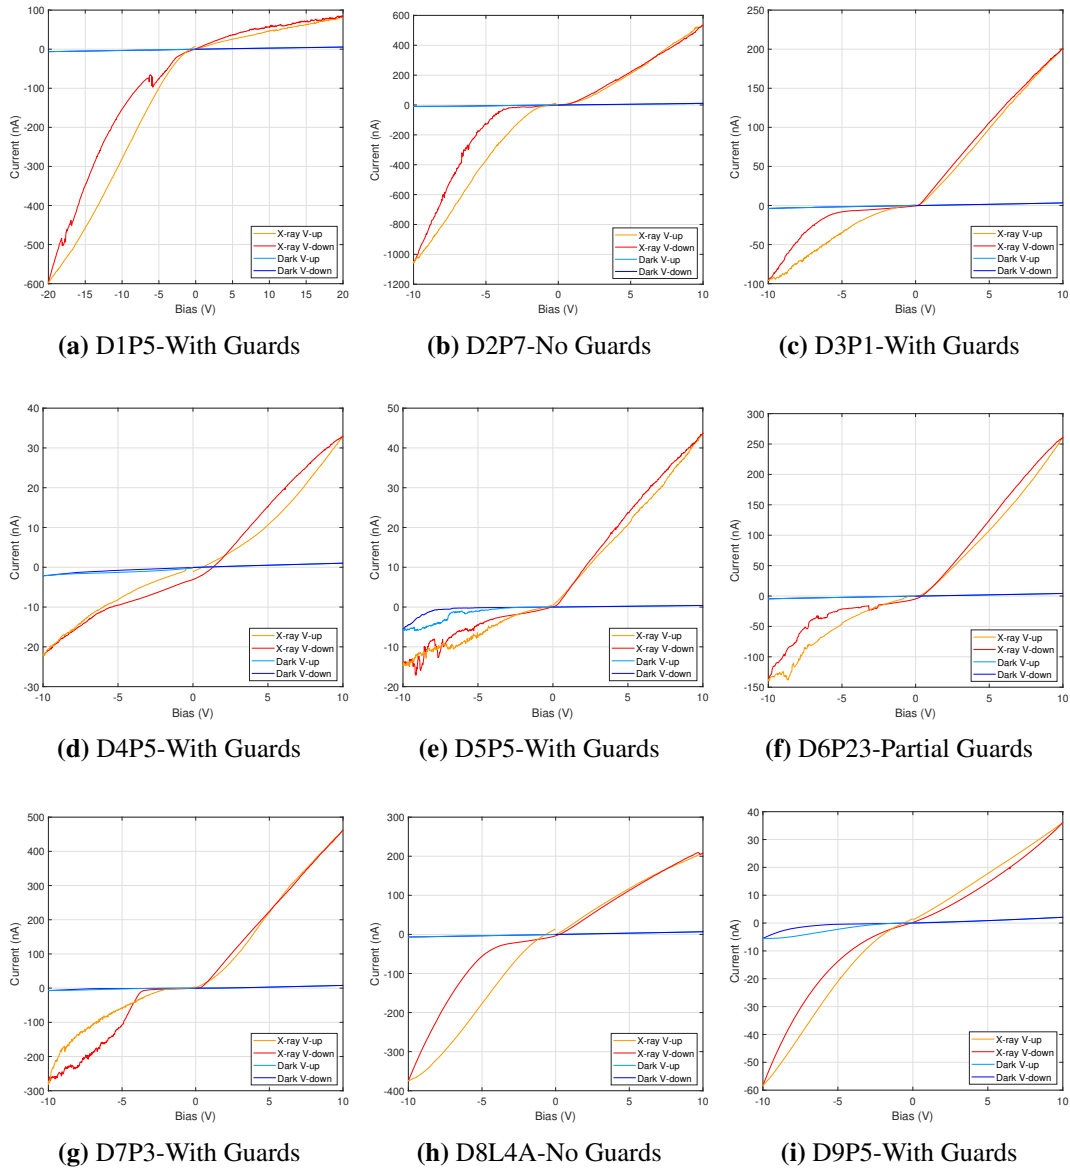 100
0
-100
-200
-300
-400
-500
-600
Current (nA)
X-ray V-up
X-ray V-down
Dark V-up
Dark V-down
-20 -15 -10 -5 0 5 10 15 20
Bias (V)
(a) D1P5-With Guards
600
400
200
0
-200
-400
-600
-800
-1000
-1200
Current (nA)
X-ray V-up
X-ray V-down
Dark V-up
Dark V-down
-10 -5 0 5 10
Bias (V)
(b) D2P7-No Guards
250
200
150
100
50
0
-50
-100
Current (nA)
X-ray V-up
X-ray V-down
Dark V-up
Dark V-down
-10 -5 0 5 10
Bias (V)
(c) D3P1-With Guards
40
30
20
10
0
-10
-20
-30
Current (nA)
X-ray V-up
X-ray V-down
Dark V-up
Dark V-down
-10 -5 0 5 10
Bias (V)
(d) D4P5-With Guards
50
40
30
20
10
0
-10
-20
Current (nA)
X-ray V-up
X-ray V-down
Dark V-up
Dark V-down
-10 -5 0 5 10
Bias (V)
(e) D5P5-With Guards
300
250
200
150
100
50
0
-50
-100
-150
Current (nA)
X-ray V-up
X-ray V-down
Dark V-up
Dark V-down
-10 -5 0 5 10
Bias (V)
(f) D6P23-Partial Guards
500
400
300
200
100
0
-100
-200
-300
Current (nA)
X-ray V-up
X-ray V-down
Dark V-up
Dark V-down
-10 -5 0 5 10
Bias (V)
(g) D7P3-With Guards
300
200
100
0
-100
-200
-300
-400
Current (nA)
X-ray V-up
X-ray V-down
Dark V-up
Dark V-down
-10 -5 0 5 10
Bias (V)
(h) D8L4A-No Guards
40
30
20
10
0
-10
-20
-30
-40
-50
-60
Current (nA)
X-ray V-up
X-ray V-down
Dark V-up
Dark V-down
-10 -5 0 5 10
Bias (V)
(i) D9P5-With Guards